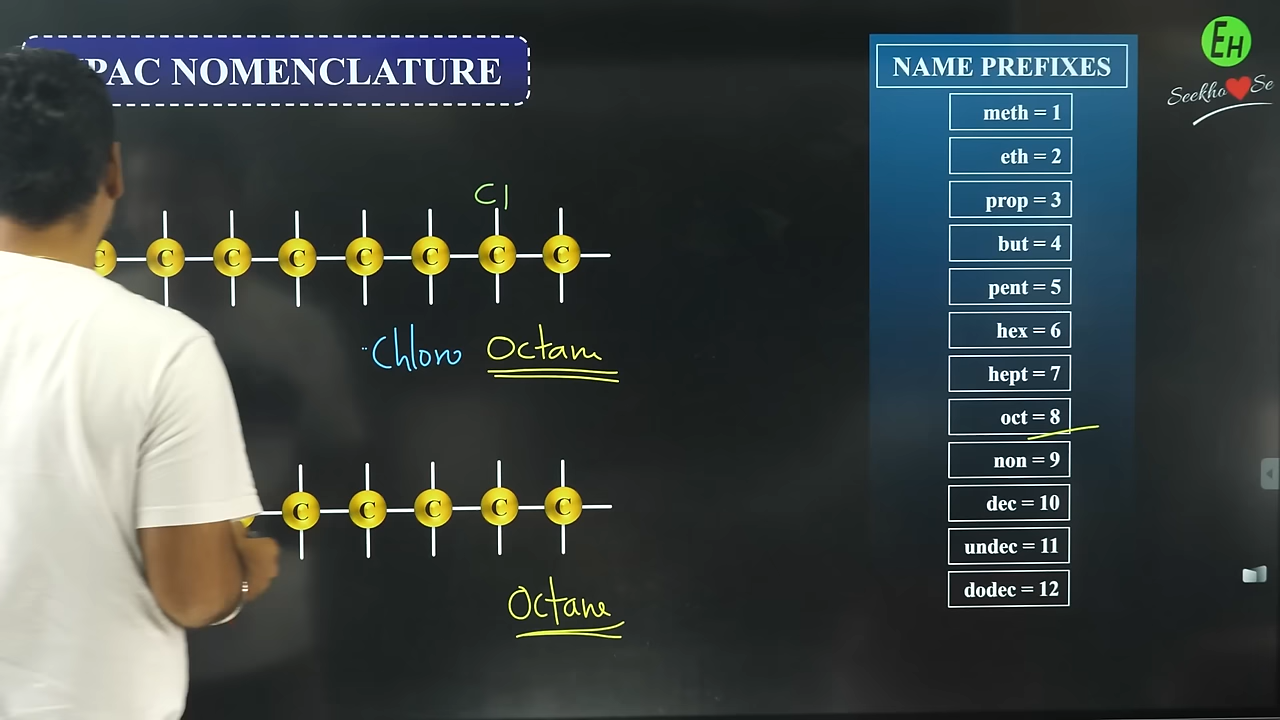 PAC NOMENCLATURE
Cl
C C C C C C C C
Chloro Octane
C C C C C
Octane
NAME PREFIXES
meth = 1
eth = 2
prop = 3
but = 4
pent = 5
hex = 6
hept = 7
oct = 8
non = 9
dec = 10
undec = 11
dodec = 12
EH
Seekho Se